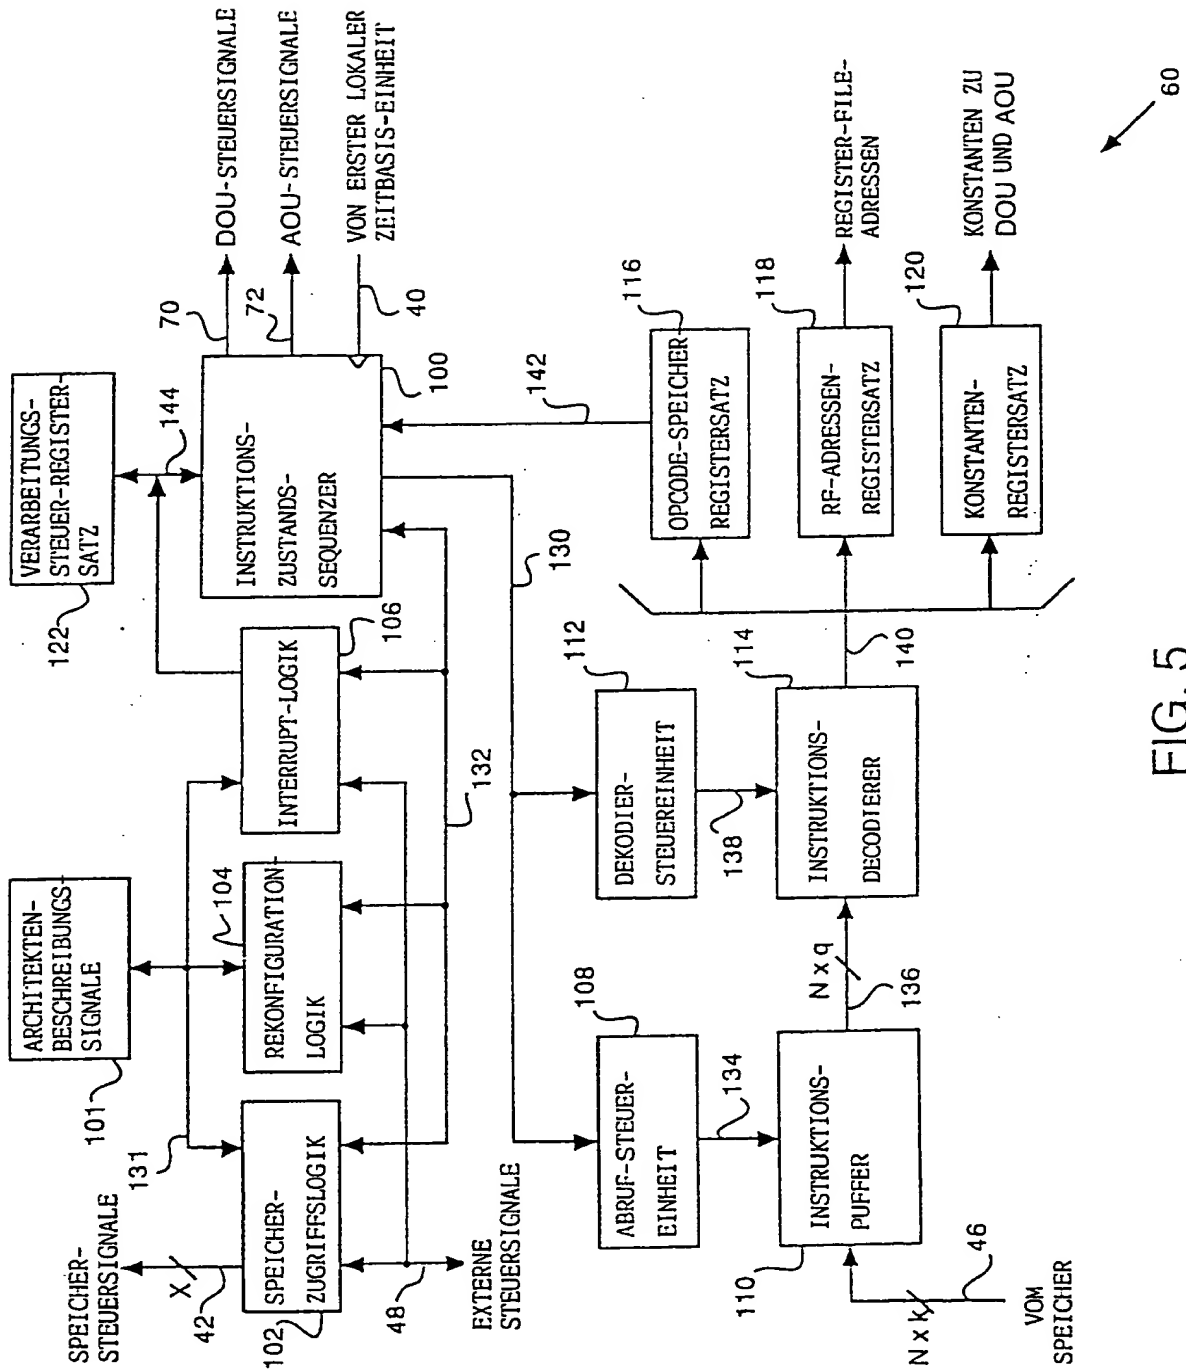 SPEICHER-
STEUERSIGNALE
X
42
131
101
ARCHITEKTEN-
BESCHREIBUNGS-
SIGNALE
VERARBEITUNGS-
STEUER-REGISTER-
SATZ
122
144
70
DOU-STEUERSIGNALE
72
AOU-STEUERSIGNALE
40
VON ERSTER LOKALER
ZEITBASIS-EINHEIT
SPEICHER-
ZUGRIFFSLOGIK
102
REKONFIGURATION-
LOGIK
104
INTERRUPT-LOGIK
106
INSTRUKTIONS-
ZUSTANDS-
SEQUENZER
100
48
EXTERNE
STEUERSIGNALE
132
130
142
ABRUF-STEUER-
EINHEIT
108
134
DEKODIER-
STEUEREINHEIT
112
138
OPCODE-SPEICHER-
REGISTERSATZ
116
INSTRUKTIONS-
PUFFER
110
N x k
46
VOM
SPEICHER
N x q
136
INSTRUKTIONS-
DECODIERER
114
140
RF-ADRESSEN-
REGISTERSATZ
118
REGISTER-FILE-
ADRESSEN
KONSTANTEN-
REGISTERSATZ
120
KONSTANTEN ZU
DOU UND AOU
60
FIG. 5